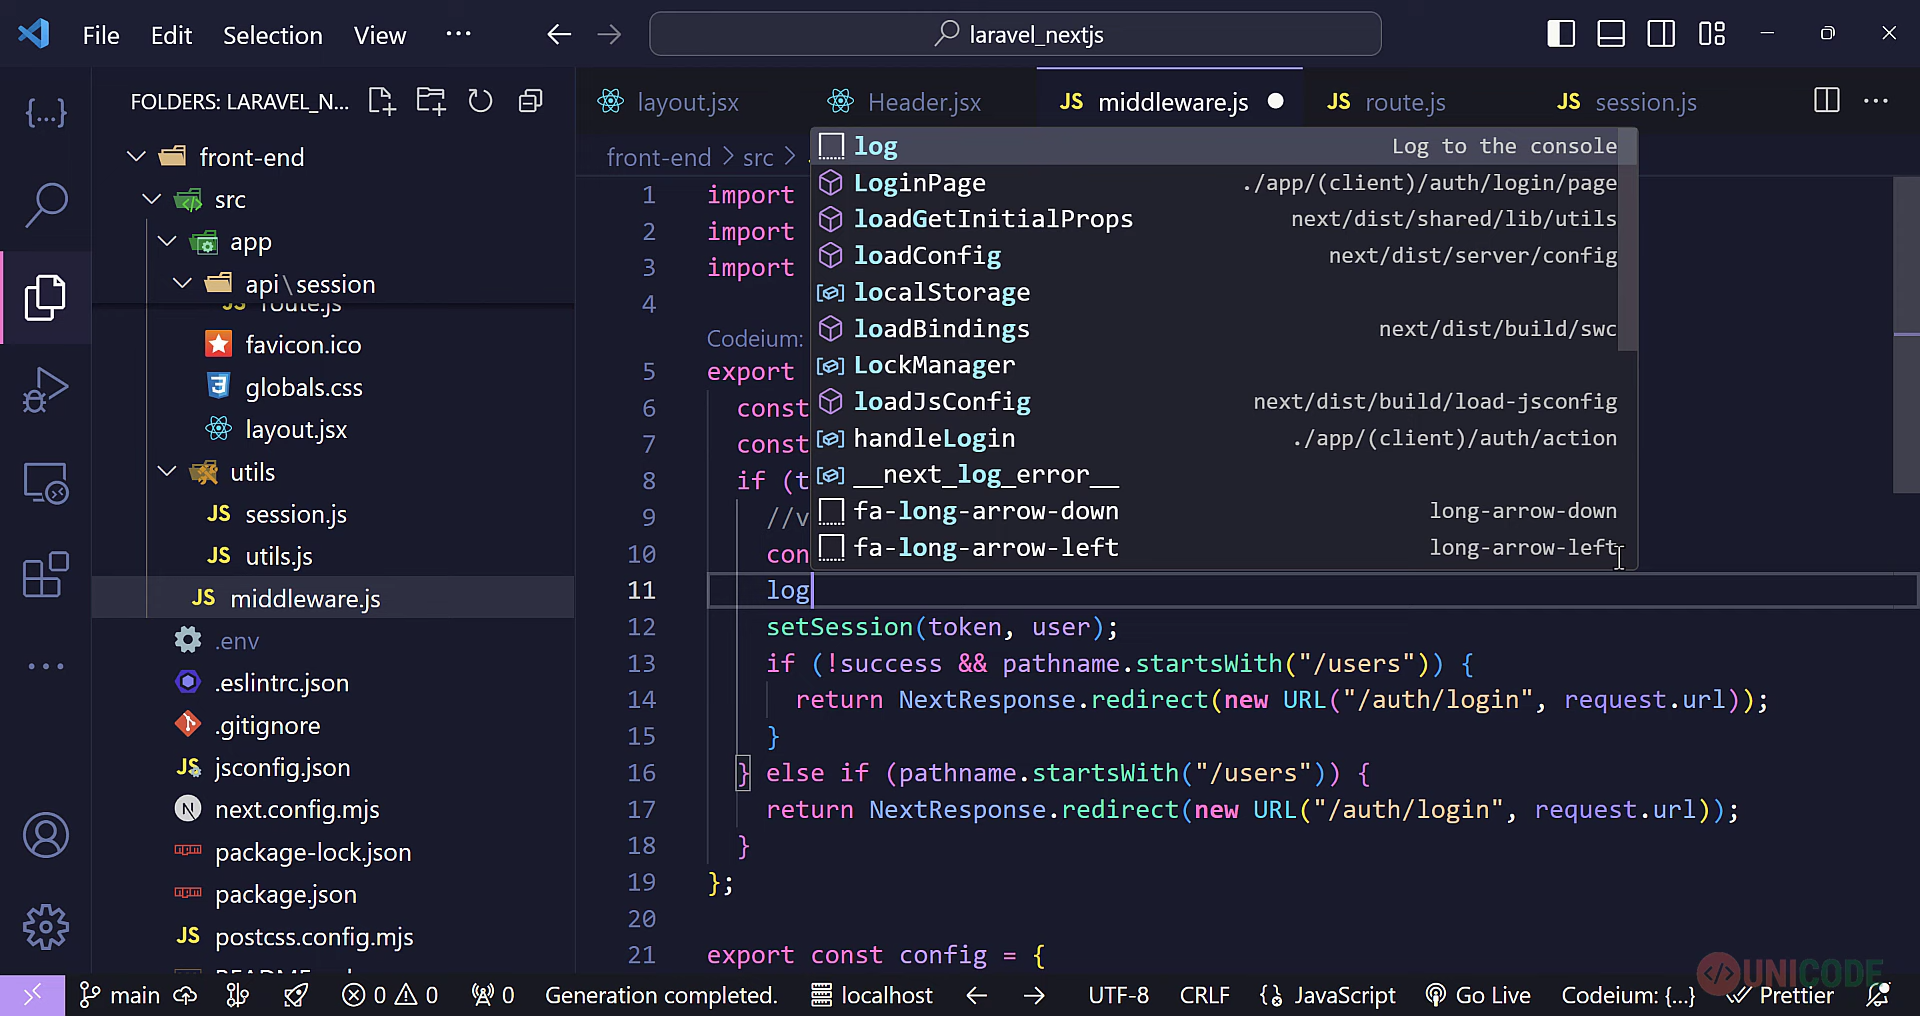 File Edit Selection View ... laravel_nextjs
FOLDERS: LARAVEL_N...
layout.jsx Header.jsx JS middleware.js JS route.js JS session.js ...
front-end > src >
front-end
src
app
api\session
route.js
favicon.ico
globals.css
layout.jsx
utils
JS session.js
JS utils.js
JS middleware.js
.env
.eslintrc.json
.gitignore
JS jsconfig.json
N next.config.mjs
package-lock.json
package.json
JS postcss.config.mjs
log Log to the console
LoginPage ./app/(client)/auth/login/page
loadGetInitialProps next/dist/shared/lib/utils
loadConfig next/dist/server/config
localStorage
loadBindings next/dist/build/swc
LockManager
loadJsConfig next/dist/build/load-jsconfig
handleLogin ./app/(client)/auth/action
__next_log_error__
fa-long-arrow-down long-arrow-down
fa-long-arrow-left long-arrow-left
1 import
2 import
3 import
4
Codeium:
5 export
6 const
7 const
8 if (t
9 //v
10 con
11 log
12 setSession(token, user);
13 if (!success && pathname.startsWith("/users")) {
14 return NextResponse.redirect(new URL("/auth/login", request.url));
15 }
16 } else if (pathname.startsWith("/users")) {
17 return NextResponse.redirect(new URL("/auth/login", request.url));
18 }
19 };
20
21 export const config = {
UNICODE
main 0 0 0 Generation completed. localhost UTF-8 CRLF JavaScript Go Live Codeium: {...} Prettier